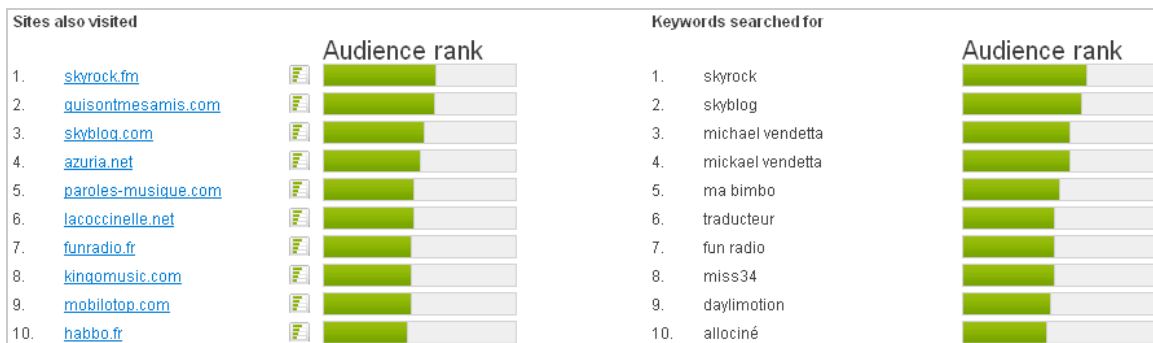 Sites also visited
Audience rank
1. skyrock.fm
2. quisontmesamis.com
3. skyblog.com
4. azuria.net
5. paroles-musique.com
6. lacoccinelle.net
7. funradio.fr
8. kingomusic.com
9. mobilotop.com
10. habbo.fr
Keywords searched for
Audience rank
1. skyrock
2. skyblog
3. michael vendetta
4. mickael vendetta
5. ma bimbo
6. traducteur
7. fun radio
8. miss34
9. daylimotion
10. allociné